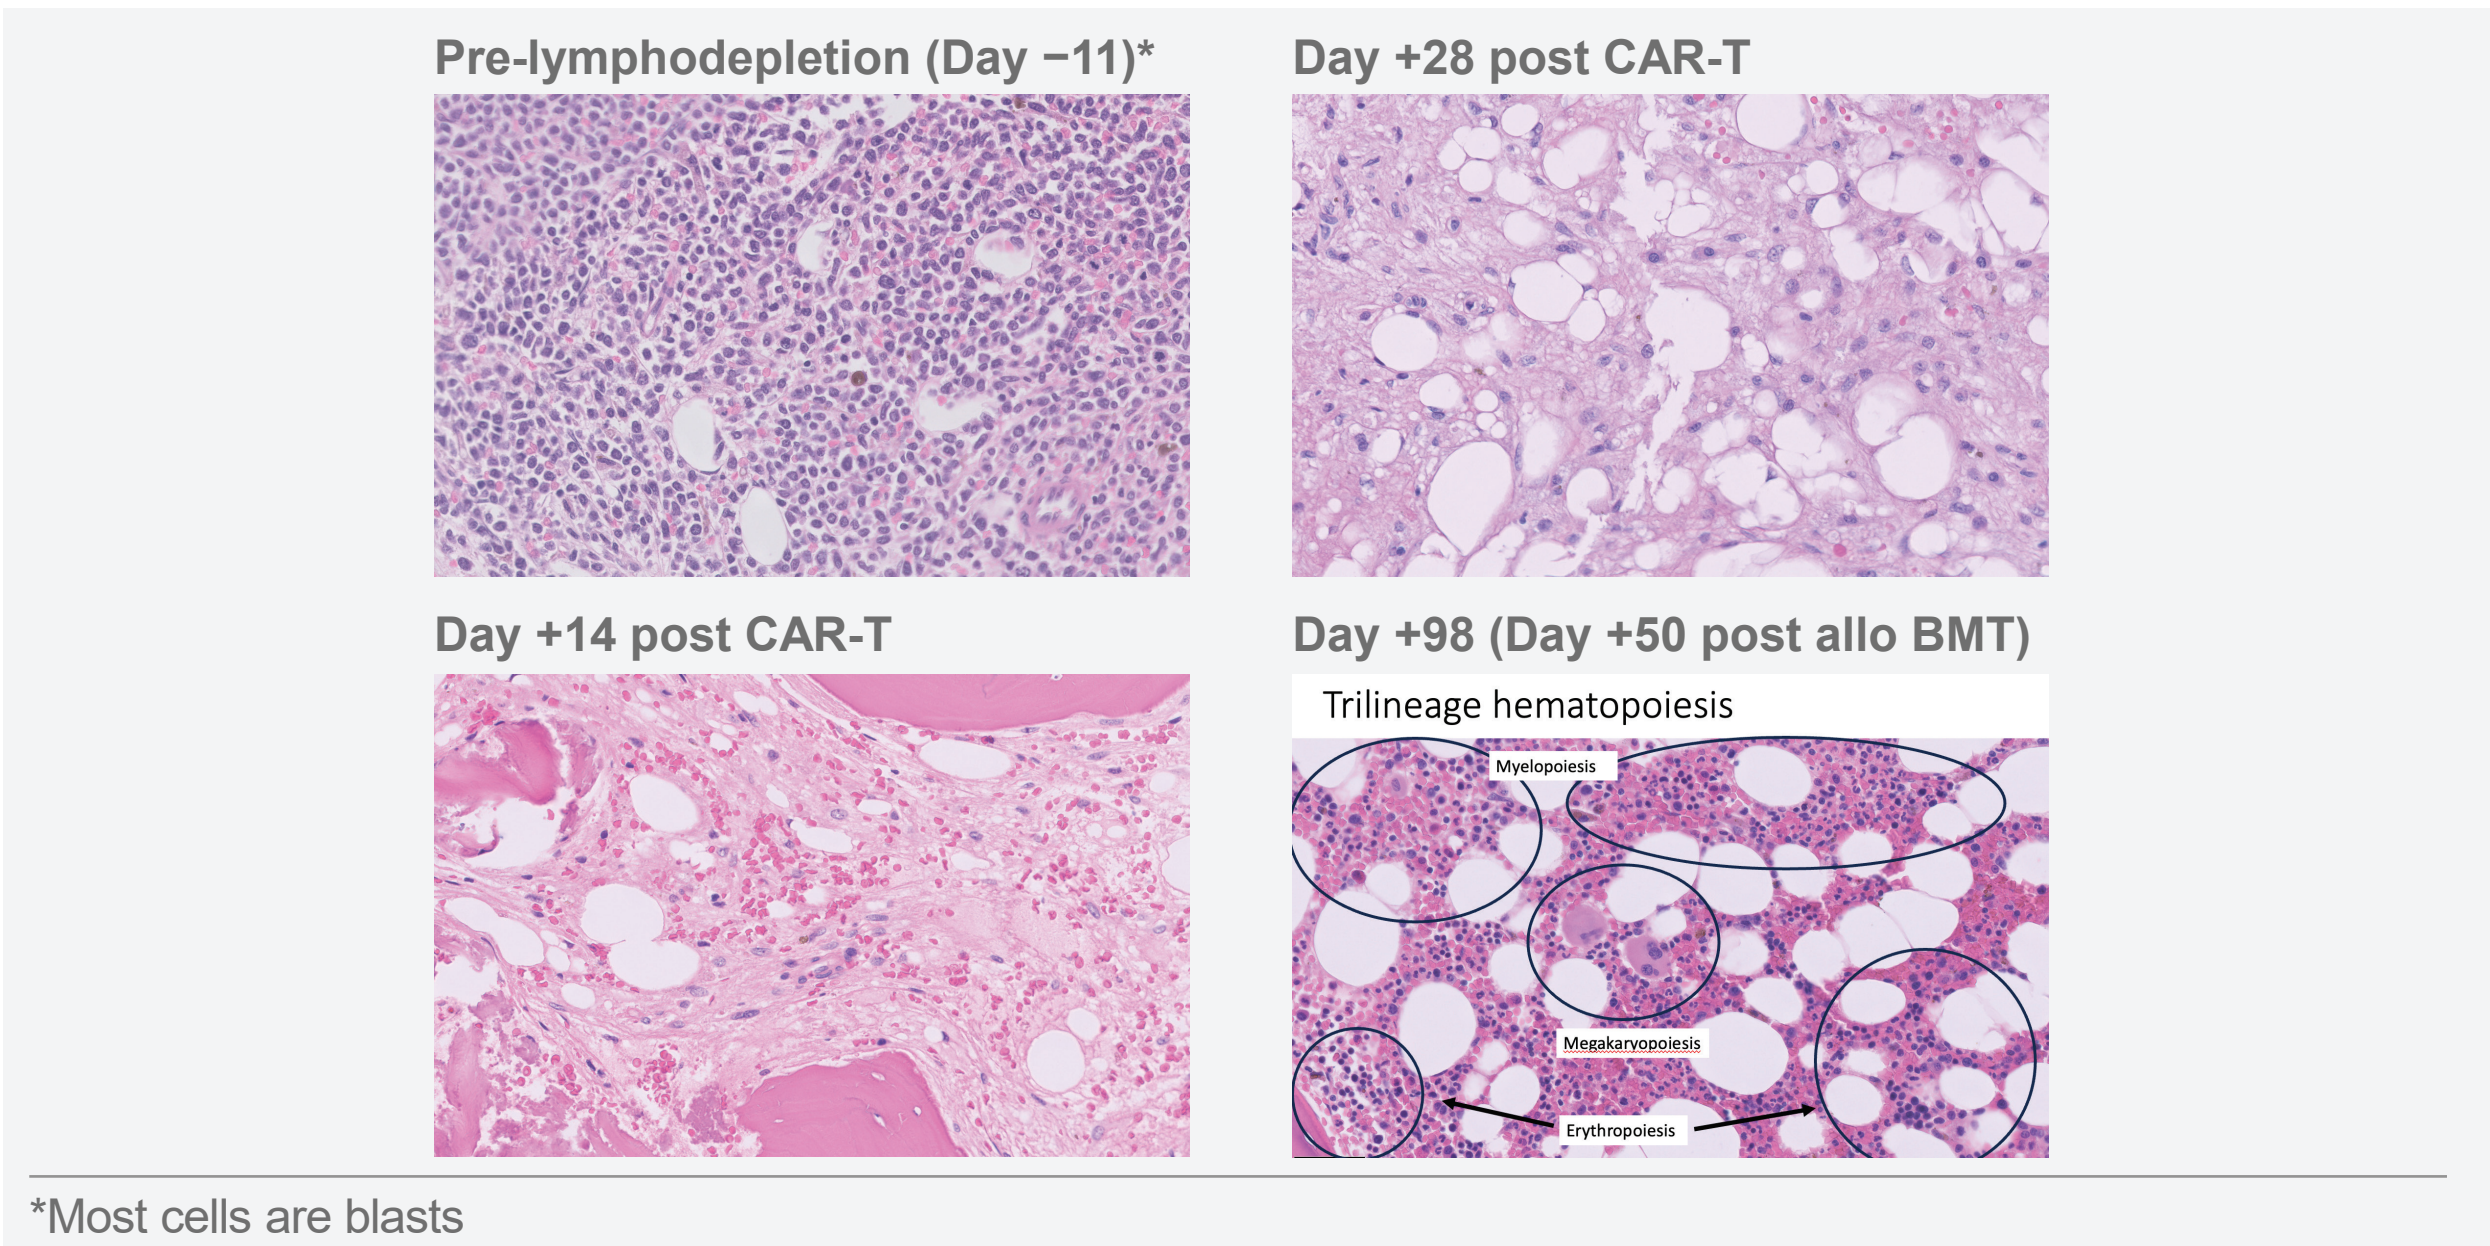 Pre-lymphodepletion (Day −11)*
Day +28 post CAR-T
Day +14 post CAR-T
Day +98 (Day +50 post allo BMT)
Trilineage hematopoiesis
Myelopoiesis
Megakaryopoiesis
Erythropoiesis
*Most cells are blasts